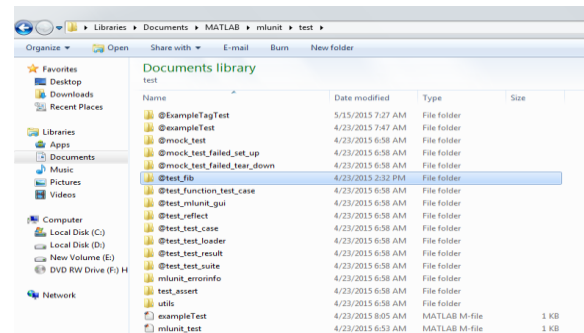 Libraries ▸ Documents ▸ MATLAB ▸ mlunit ▸ test ▸
Organize ▾ Open Share with ▾ E-mail Burn New folder
Favorites
Desktop
Downloads
Recent Places
Libraries
Apps
Documents
Music
Pictures
Videos
Computer
Local Disk (C:)
Local Disk (D:)
New Volume (E:)
DVD RW Drive (F:) H
Network
Documents library
test
Name Date modified Type Size
@ExampleTagTest 5/15/2015 7:27 AM File folder
@exampleTest 4/23/2015 7:47 AM File folder
@mock_test 4/23/2015 6:58 AM File folder
@mock_test_failed_set_up 4/23/2015 6:58 AM File folder
@mock_test_failed_tear_down 4/23/2015 6:58 AM File folder
@test_fib 4/23/2015 2:32 PM File folder
@test_function_test_case 4/23/2015 6:58 AM File folder
@test_mlunit_gui 4/23/2015 6:58 AM File folder
@test_reflect 4/23/2015 6:58 AM File folder
@test_test_case 4/23/2015 6:58 AM File folder
@test_test_loader 4/23/2015 6:58 AM File folder
@test_test_result 4/23/2015 6:58 AM File folder
@test_test_suite 4/23/2015 6:58 AM File folder
mlunit_errorinfo 4/23/2015 6:58 AM File folder
test_assert 4/23/2015 6:58 AM File folder
utils 4/23/2015 6:58 AM File folder
exampleTest 4/23/2015 8:05 AM MATLAB M-file 1 KB
mlunit_test 4/23/2015 6:53 AM MATLAB M-file 1 KB